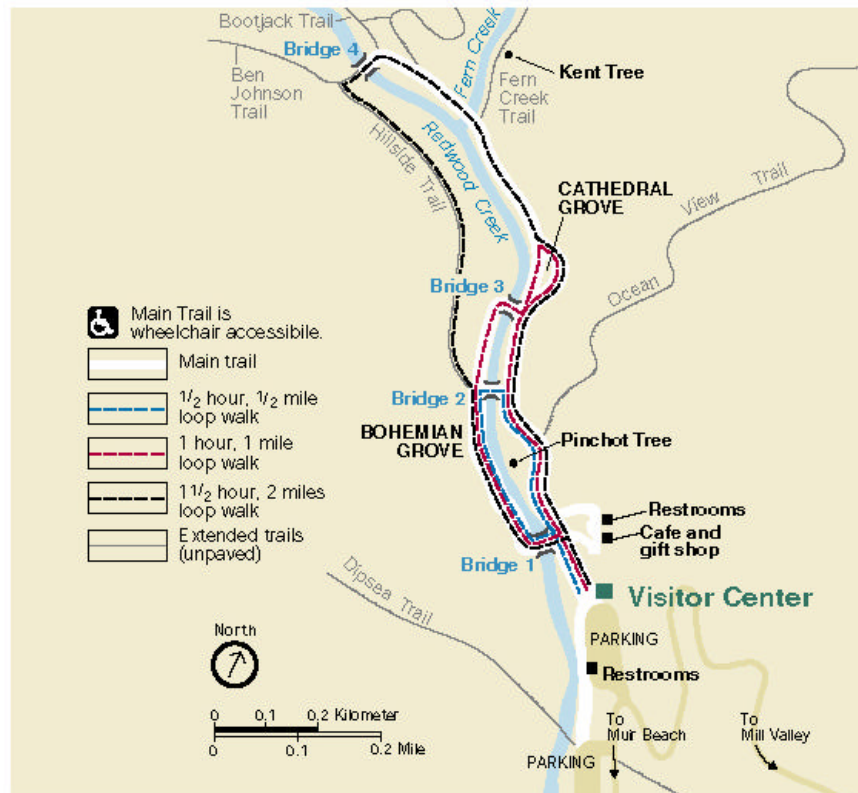 Bootjack Trail
Bridge 4
Fern Creek
Kent Tree
Ben
Johnson
Trail
Fern
Creek
Trail
Hillside Trail
Redwood Creek
CATHEDRAL
GROVE
View Trail
Ocean
Bridge 3
Main Trail is
wheelchair accessibile.
Main trail
1/2 hour, 1/2 mile
loop walk
1 hour, 1 mile
loop walk
1 1/2 hour, 2 miles
loop walk
Extended trails
(unpaved)
Bridge 2
BOHEMIAN
GROVE
Pinchot Tree
Restrooms
Cafe and
gift shop
Bridge 1
Dipsea Trail
Visitor Center
PARKING
Restrooms
North
0 0.1 0.2 Kilometer
0 0.1 0.2 Mile
To
Muir Beach
To
Mill Valley
PARKING